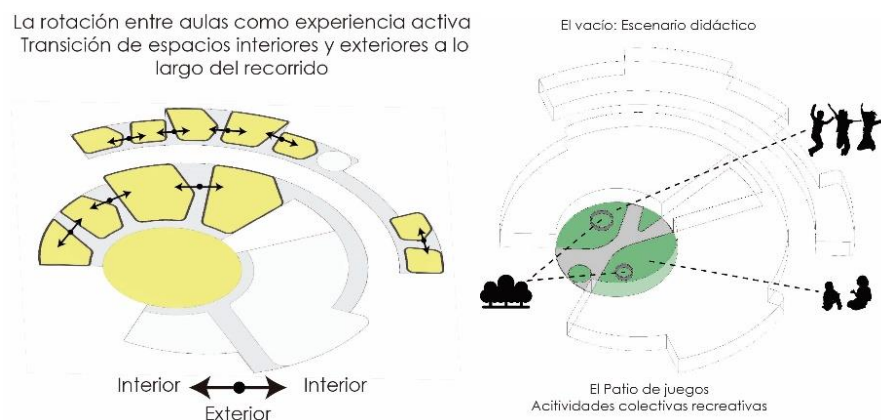 La rotación entre aulas como experiencia activa
Transición de espacios interiores y exteriores a lo
largo del recorrido
Interior
Interior
Exterior
El vacío: Escenario didáctico
El Patio de juegos
Acitividades colectivas recreativas